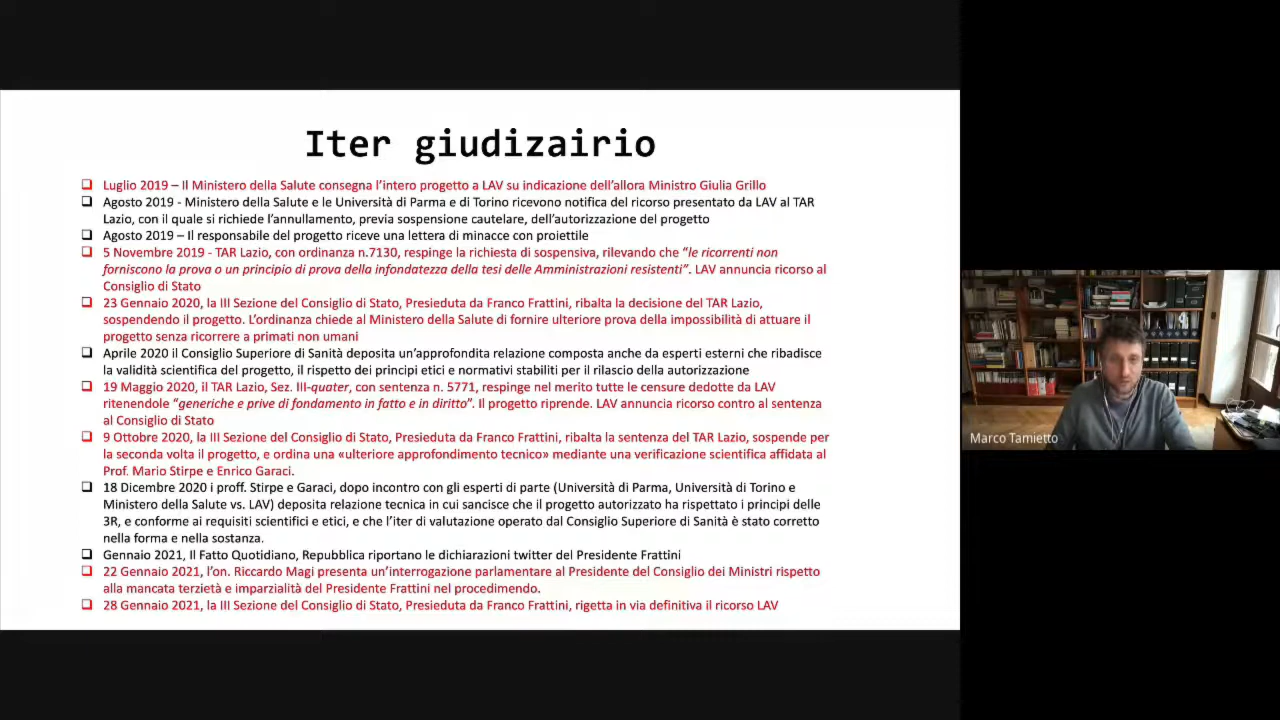 Iter giudizairio
Luglio 2019 – Il Ministero della Salute consegna l'intero progetto a LAV su indicazione dell'allora Ministro Giulia Grillo
Agosto 2019 - Ministero della Salute e le Università di Parma e di Torino ricevono notifica del ricorso presentato da LAV al TAR
Lazio, con il quale si richiede l'annullamento, previa sospensione cautelare, dell'autorizzazione del progetto
Agosto 2019 – Il responsabile del progetto riceve una lettera di minacce con proiettile
5 Novembre 2019 - TAR Lazio, con ordinanza n.7130, respinge la richiesta di sospensiva, rilevando che "le ricorrenti non
forniscono la prova o un principio di prova della infondatezza della tesi delle Amministrazioni resistenti". LAV annuncia ricorso al
Consiglio di Stato
23 Gennaio 2020, la III Sezione del Consiglio di Stato, Presieduta da Franco Frattini, ribalta la decisione del TAR Lazio,
sospendendo il progetto. L'ordinanza chiede al Ministero della Salute di fornire ulteriore prova della impossibilità di attuare il
progetto senza ricorrere a primati non umani
Aprile 2020 il Consiglio Superiore di Sanità deposita un'approfondita relazione composta anche da esperti esterni che ribadisce
la validità scientifica del progetto, il rispetto dei principi etici e normativi stabiliti per il rilascio della autorizzazione
19 Maggio 2020, il TAR Lazio, Sez. III-quater, con sentenza n. 5771, respinge nel merito tutte le censure dedotte da LAV
ritenendole "generiche e prive di fondamento in fatto e in diritto". Il progetto riprende. LAV annuncia ricorso contro al sentenza
al Consiglio di Stato
9 Ottobre 2020, la III Sezione del Consiglio di Stato, Presieduta da Franco Frattini, ribalta la sentenza del TAR Lazio, sospende per
la seconda volta il progetto, e ordina una «ulteriore approfondimento tecnico» mediante una verificazione scientifica affidata al
Prof. Mario Stirpe e Enrico Garaci.
18 Dicembre 2020 i proff. Stirpe e Garaci, dopo incontro con gli esperti di parte (Università di Parma, Università di Torino e
Ministero della Salute vs. LAV) deposita relazione tecnica in cui sancisce che il progetto autorizzato ha rispettato i principi delle
3R, e conforme ai requisiti scientifici e etici, e che l'iter di valutazione operato dal Consiglio Superiore di Sanità è stato corretto
nella forma e nella sostanza.
Gennaio 2021, Il Fatto Quotidiano, Repubblica riportano le dichiarazioni twitter del Presidente Frattini
22 Gennaio 2021, l'on. Riccardo Magi presenta un'interrogazione parlamentare al Presidente del Consiglio dei Ministri rispetto
alla mancata terzietà e imparzialità del Presidente Frattini nel procedimento.
28 Gennaio 2021, la III Sezione del Consiglio di Stato, Presieduta da Franco Frattini, rigetta in via definitiva il ricorso LAV
Marco Tamietto